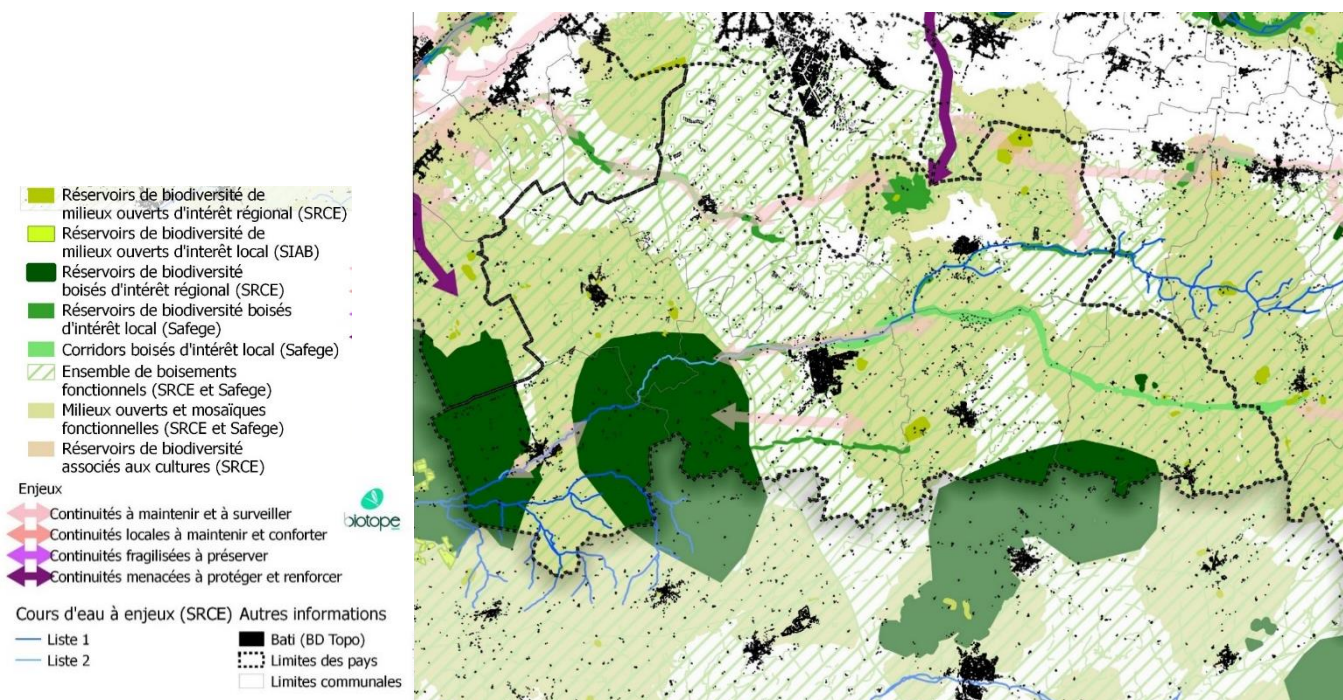 Réservoirs de biodiversité de
milieux ouverts d'intérêt régional (SRCE)
Réservoirs de biodiversité de
milieux ouverts d'intérêt local (SIAB)
Réservoirs de biodiversité
boisés d'intérêt régional (SRCE)
Réservoirs de biodiversité boisés
d'intérêt local (Safege)
Corridors boisés d'intérêt local (Safege)
Ensemble de boisements
fonctionnels (SRCE et Safege)
Milieux ouverts et mosaïques
fonctionnelles (SRCE et Safege)
Réservoirs de biodiversité
associés aux cultures (SRCE)
Enjeux
Continuités à maintenir et à surveiller
Continuités locales à maintenir et conforter
Continuités fragilisées à préserver
Continuités menacées à protéger et renforcer
biotope
Cours d'eau à enjeux (SRCE)
Liste 1
Liste 2
Autres informations
Bati (BD Topo)
Limites des pays
Limites communales